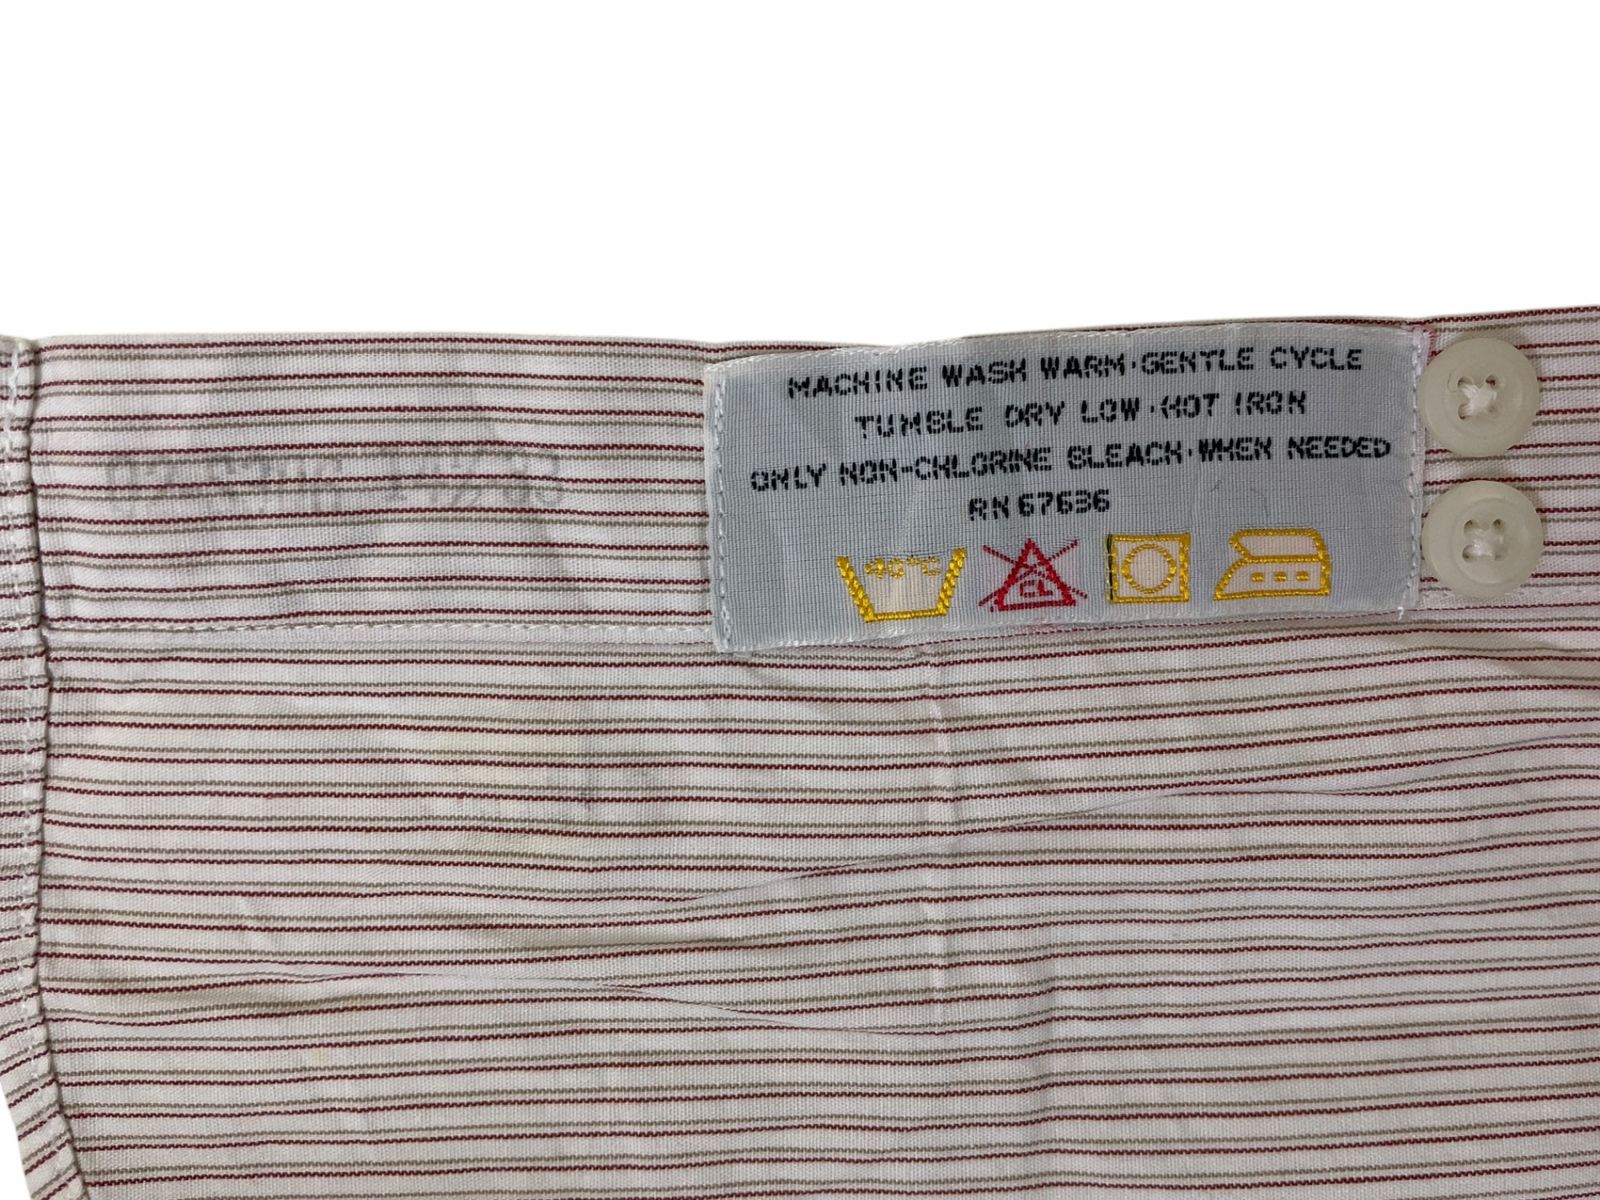 MACHINE WASH WARM·GENTLE CYCLE
TUMBLE DRY LOW·HOT IRON
ONLY NON-CHLORINE BLEACH·WHEN NEEDED
RN 67636
40°C
CL